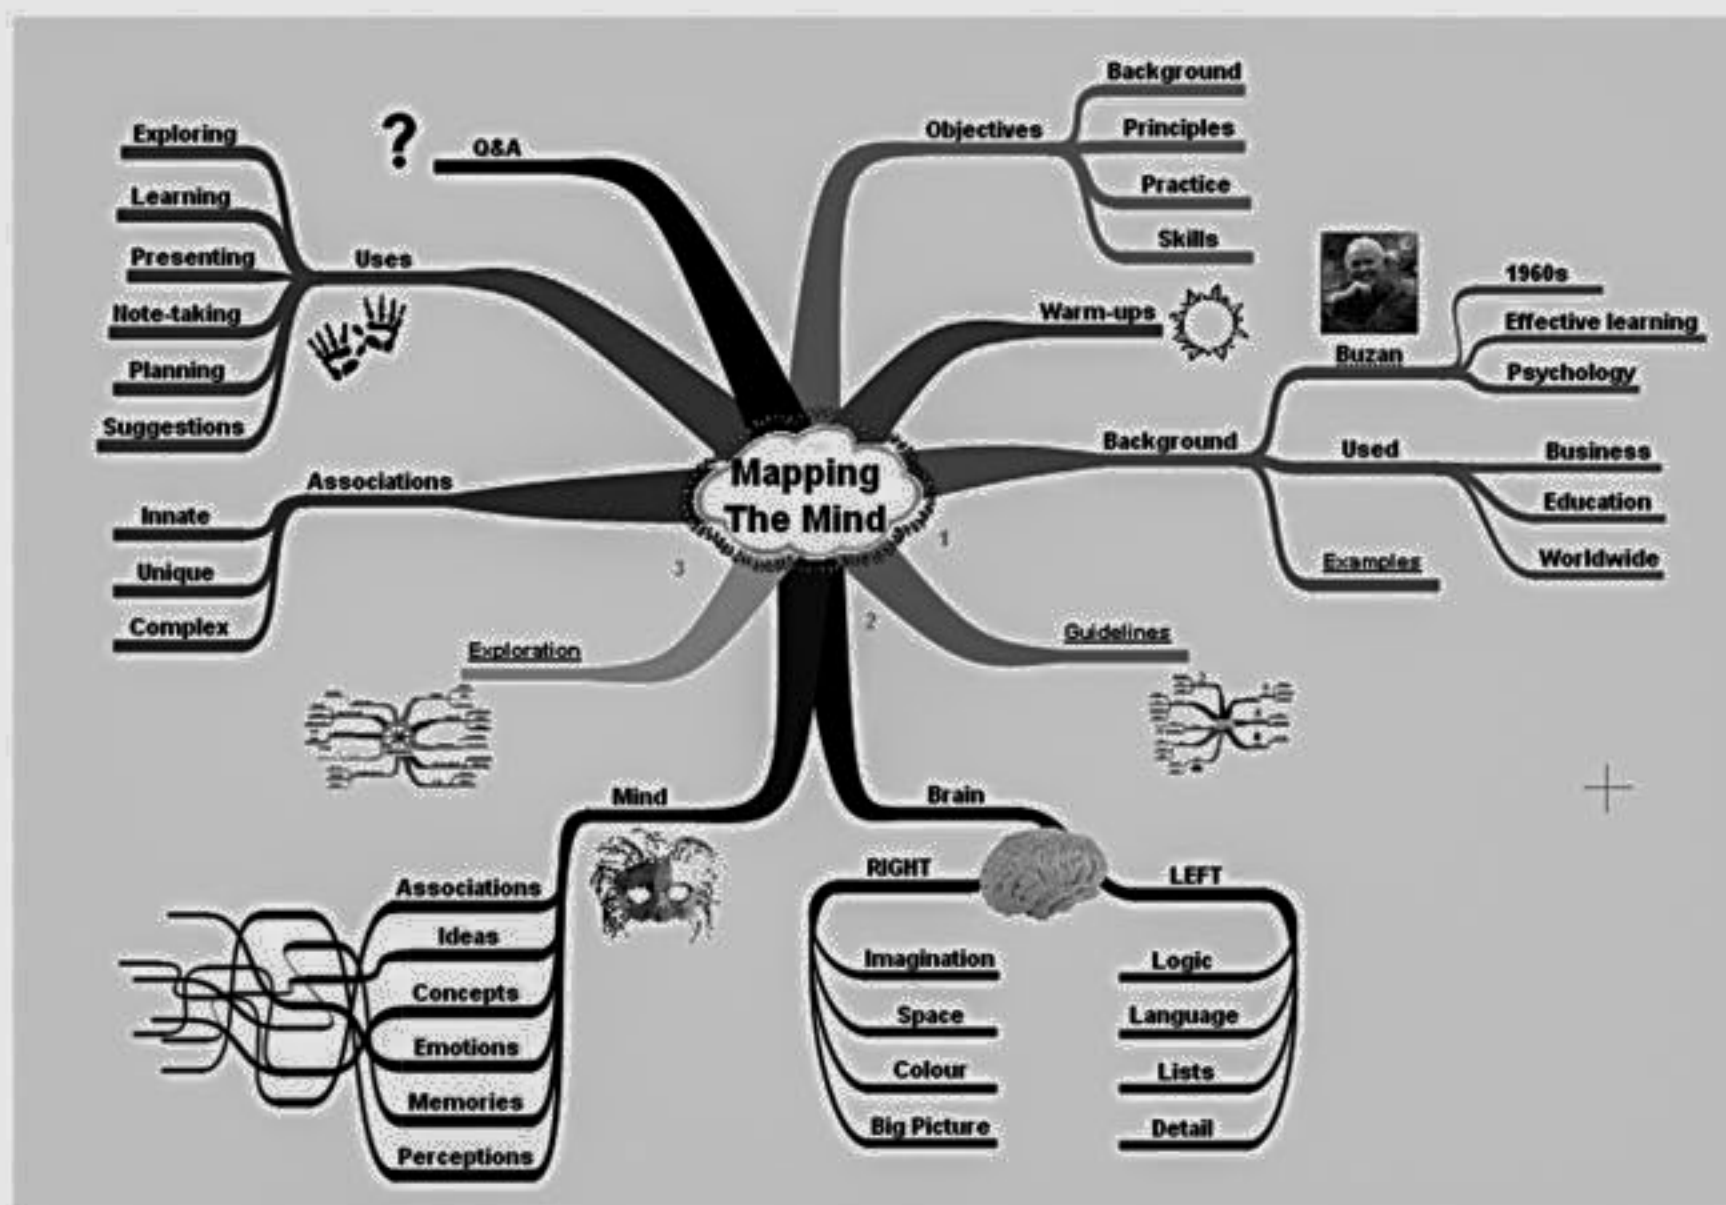 Mapping
The Mind
Objectives
Background
Principles
Practice
Skills
Warm-ups
Background
Buzan
1960s
Effective learning
Psychology
Used
Business
Education
Worldwide
Examples
1
Guidelines
2
Brain
RIGHT
Imagination
Space
Colour
Big Picture
LEFT
Logic
Language
Lists
Detail
Mind
Associations
Ideas
Concepts
Emotions
Memories
Perceptions
3
Exploration
Associations
Innate
Unique
Complex
Uses
Exploring
Learning
Presenting
Note-taking
Planning
Suggestions
Q&A
?